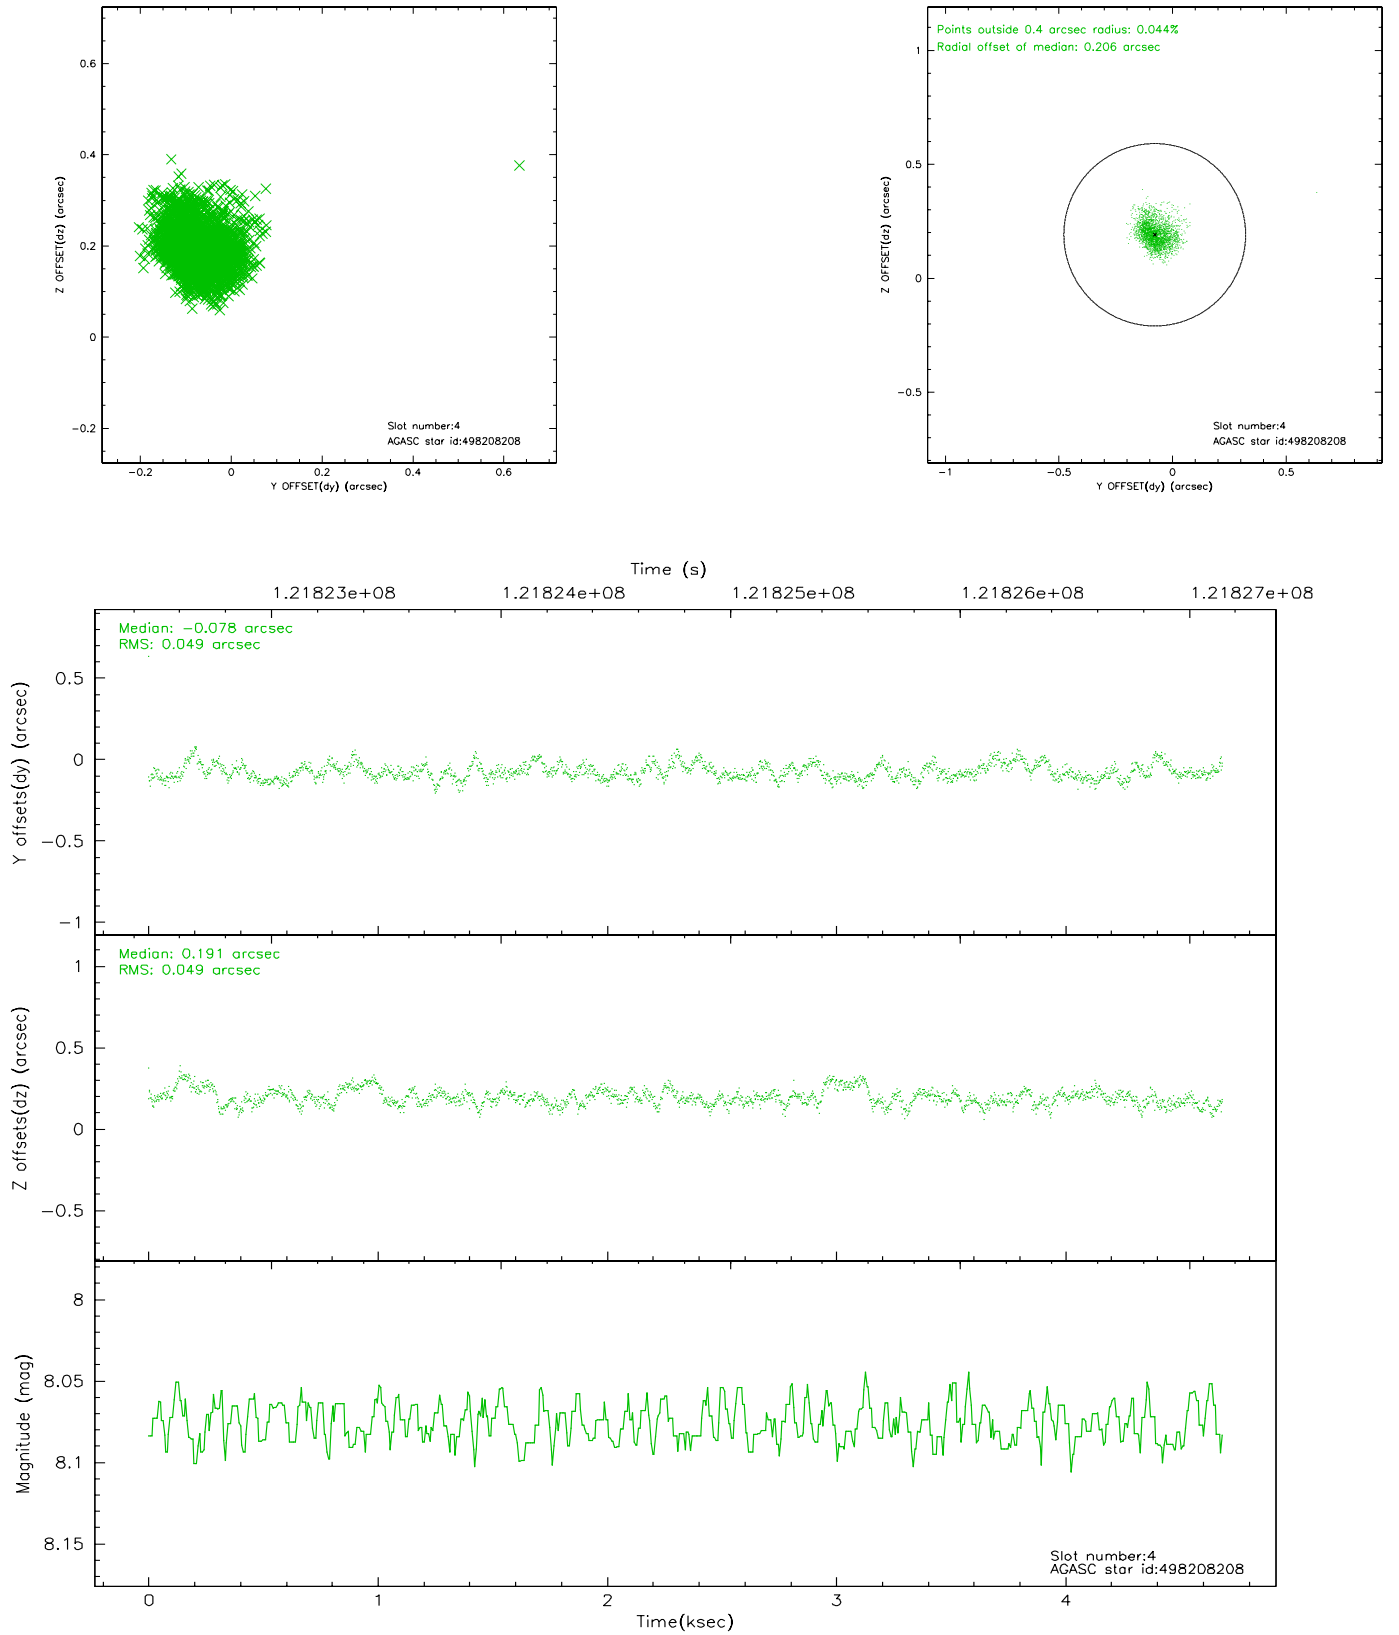 0.6
0.4
0.2
0
−0.2
Z OFFSET(dz) (arcsec)
Slot number:4
AGASC star id:498208208
−0.2 0 0.2 0.4 0.6
Y OFFSET(dy) (arcsec)
Points outside 0.4 arcsec radius: 0.044%
Radial offset of median: 0.206 arcsec
1
0.5
0
−0.5
Z OFFSET(dz) (arcsec)
Slot number:4
AGASC star id:498208208
−1 −0.5 0 0.5
Y OFFSET(dy) (arcsec)
Time (s)
1.21823e+08 1.21824e+08 1.21825e+08 1.21826e+08 1.21827e+08
Median: −0.078 arcsec
RMS: 0.049 arcsec
0.5
0
−0.5
−1
Y offsets(dy) (arcsec)
Median: 0.191 arcsec
RMS: 0.049 arcsec
1
0.5
0
−0.5
Z offsets(dz) (arcsec)
8
8.05
8.1
8.15
Magnitude (mag)
Slot number:4
AGASC star id:498208208
0 1 2 3 4
Time(ksec)